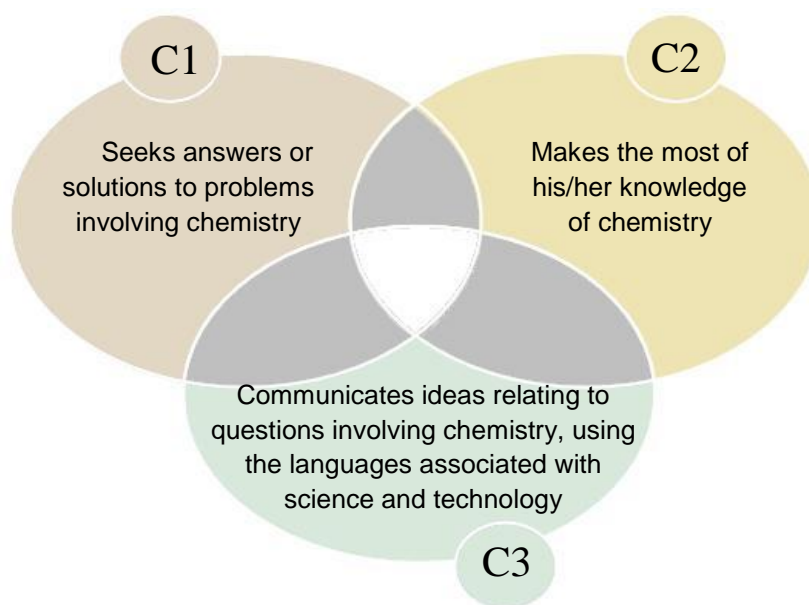 C1
Seeks answers or
solutions to problems
involving chemistry
C2
Makes the most of
his/her knowledge
of chemistry
Communicates ideas relating to
questions involving chemistry, using
the languages associated with
science and technology
C3